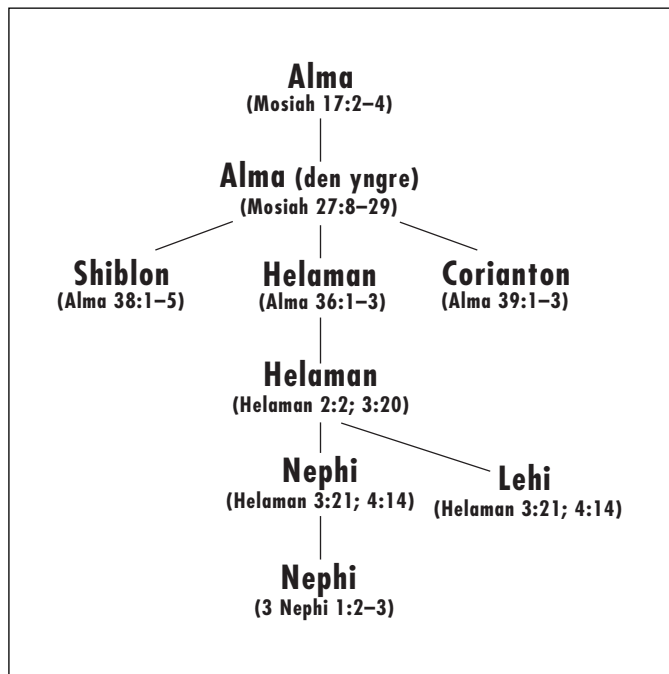 Alma
(Mosiah 17:2–4)
Alma (den yngre)
(Mosiah 27:8–29)
Shiblon
(Alma 38:1–5)
Helaman
(Alma 36:1–3)
Corianton
(Alma 39:1–3)
Helaman
(Helaman 2:2; 3:20)
Nephi
(Helaman 3:21; 4:14)
Lehi
(Helaman 3:21; 4:14)
Nephi
(3 Nephi 1:2–3)